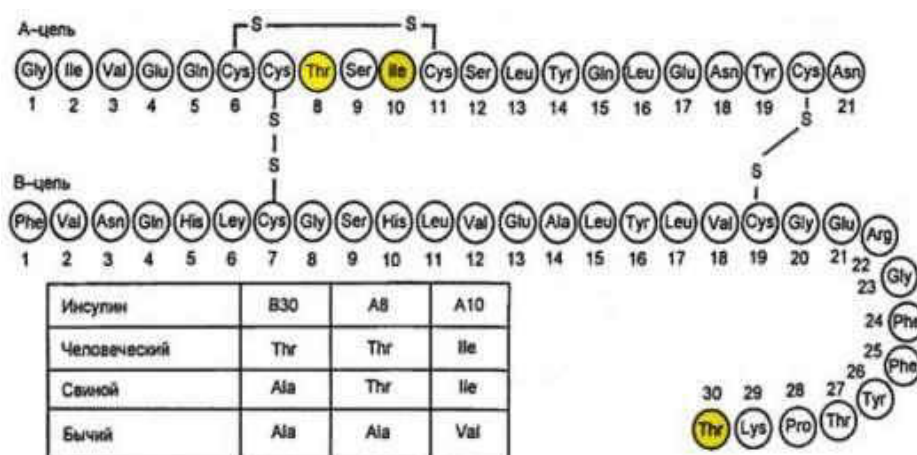 S S
А–цепь
Gly Ile Val Glu Gln Cys Cys Thr Ser Ile Cys Ser Leu Tyr Gln Leu Glu Asn Tyr Cys Asn
1 2 3 4 5 6 7 8 9 10 11 12 13 14 15 16 17 18 19 20 21
S S
S S
В–цепь
Phe Val Asn Gln His Ley Cys Gly Ser His Leu Val Glu Ala Leu Tyr Leu Val Cys Gly Glu Arg
1 2 3 4 5 6 7 8 9 10 11 12 13 14 15 16 17 18 19 20 21 22
23 Gly
24 Phe
25 Phe
26 Tyr
30 29 28 27
Thr Lys Pro Thr
Инсулин B30 A8 A10
Человеческий Thr Thr Ile
Свиной Ala Thr Ile
Бычий Ala Ala Val